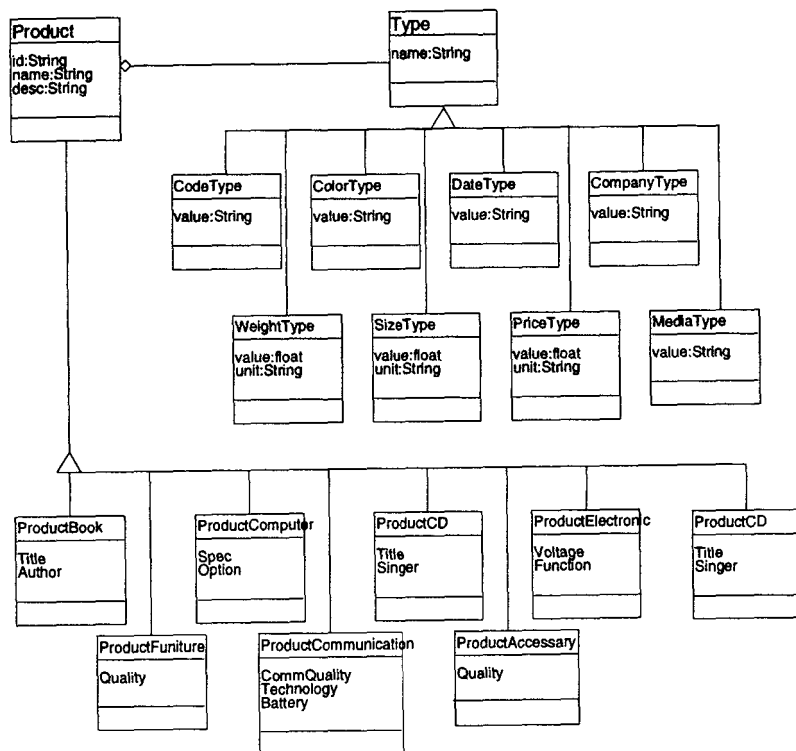 Product
id:String
name:String
desc:String
Type
name:String
CodeType
value:String
ColorType
value:String
DateType
value:String
CompanyType
value:String
WeightType
value:float
unit:String
SizeType
value:float
unit:String
PriceType
value:float
unit:String
MediaType
value:String
ProductBook
Title
Author
ProductComputer
Spec
Option
ProductCD
Title
Singer
ProductElectronic
Voltage
Function
ProductCD
Title
Singer
ProductFuniture
Quality
ProductCommunication
CommQuality
Technology
Battery
ProductAccessary
Quality